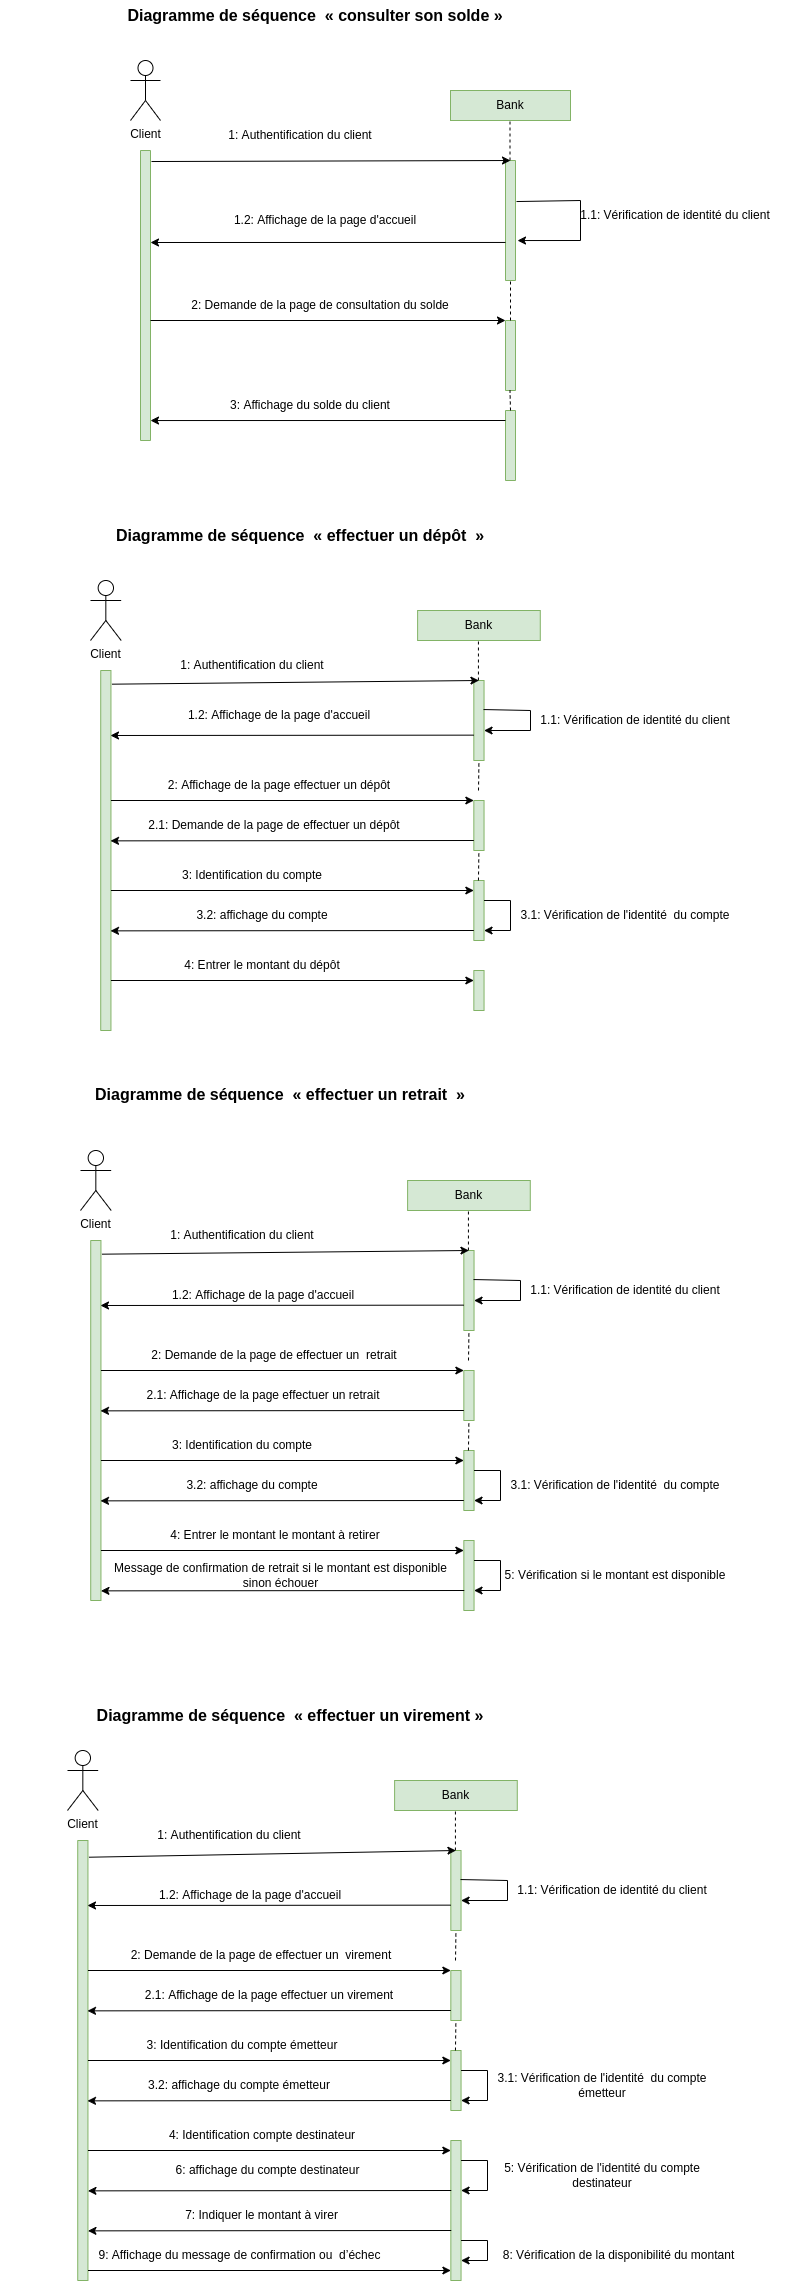 Diagramme de séquence « consulter son solde »
Bank
Client
1: Authentification du client
1.1: Vérification de identité du client
1.2: Affichage de la page d'accueil
2: Demande de la page de consultation du solde
3: Affichage du solde du client
Diagramme de séquence « effectuer un dépôt »
Bank
Client
1: Authentification du client
1.2: Affichage de la page d'accueil
1.1: Vérification de identité du client
2: Affichage de la page effectuer un dépôt
2.1: Demande de la page de effectuer un dépôt
3: Identification du compte
3.2: affichage du compte
3.1: Vérification de l'identité du compte
4: Entrer le montant du dépôt
Diagramme de séquence « effectuer un retrait »
Bank
Client
1: Authentification du client
1.1: Vérification de identité du client
1.2: Affichage de la page d'accueil
2: Demande de la page de effectuer un retrait
2.1: Affichage de la page effectuer un retrait
3: Identification du compte
3.2: affichage du compte
3.1: Vérification de l'identité du compte
4: Entrer le montant le montant à retirer
Message de confirmation de retrait si le montant est disponible
sinon échouer
5: Vérification si le montant est disponible
Diagramme de séquence « effectuer un virement »
Bank
Client
1: Authentification du client
1.1: Vérification de identité du client
1.2: Affichage de la page d'accueil
2: Demande de la page de effectuer un virement
2.1: Affichage de la page effectuer un virement
3: Identification du compte émetteur
3.2: affichage du compte émetteur
3.1: Vérification de l'identité du compte
émetteur
4: Identification compte destinateur
6: affichage du compte destinateur
5: Vérification de l'identité du compte
destinateur
7: Indiquer le montant à virer
9: Affichage du message de confirmation ou d'échec
8: Vérification de la disponibilité du montant